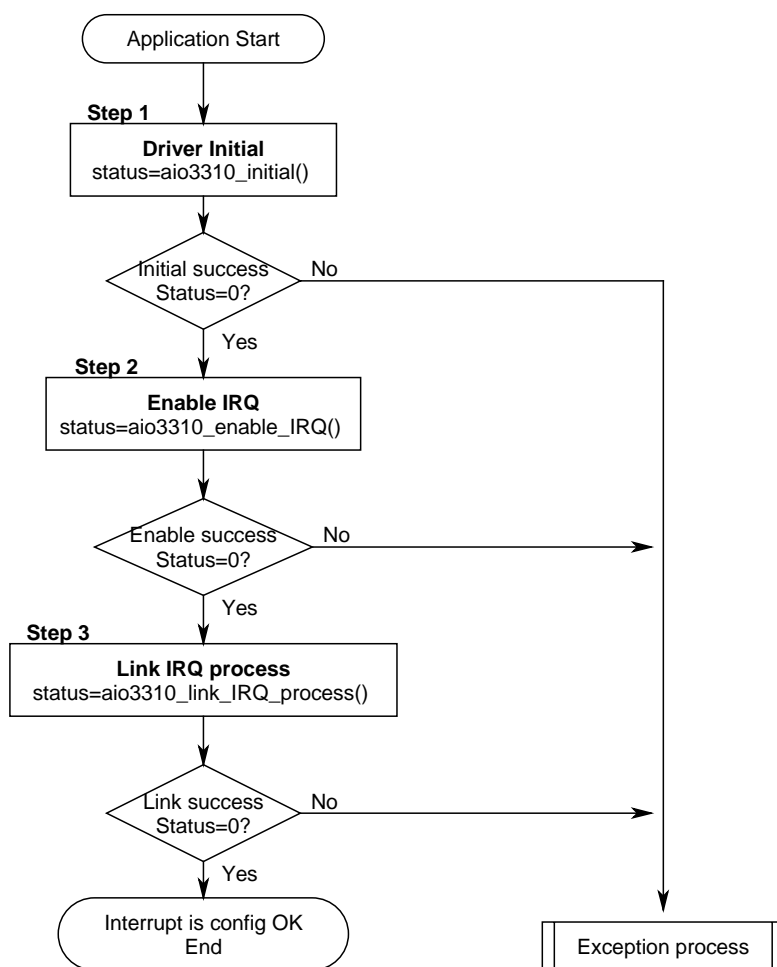 Application Start
Step 1
Driver Initial
status=aio3310_initial()
Initial success
Status=0?
No
Yes
Step 2
Enable IRQ
status=aio3310_enable_IRQ()
Enable success
Status=0?
No
Yes
Step 3
Link IRQ process
status=aio3310_link_IRQ_process()
Link success
Status=0?
No
Yes
Interrupt is config OK
End
Exception process